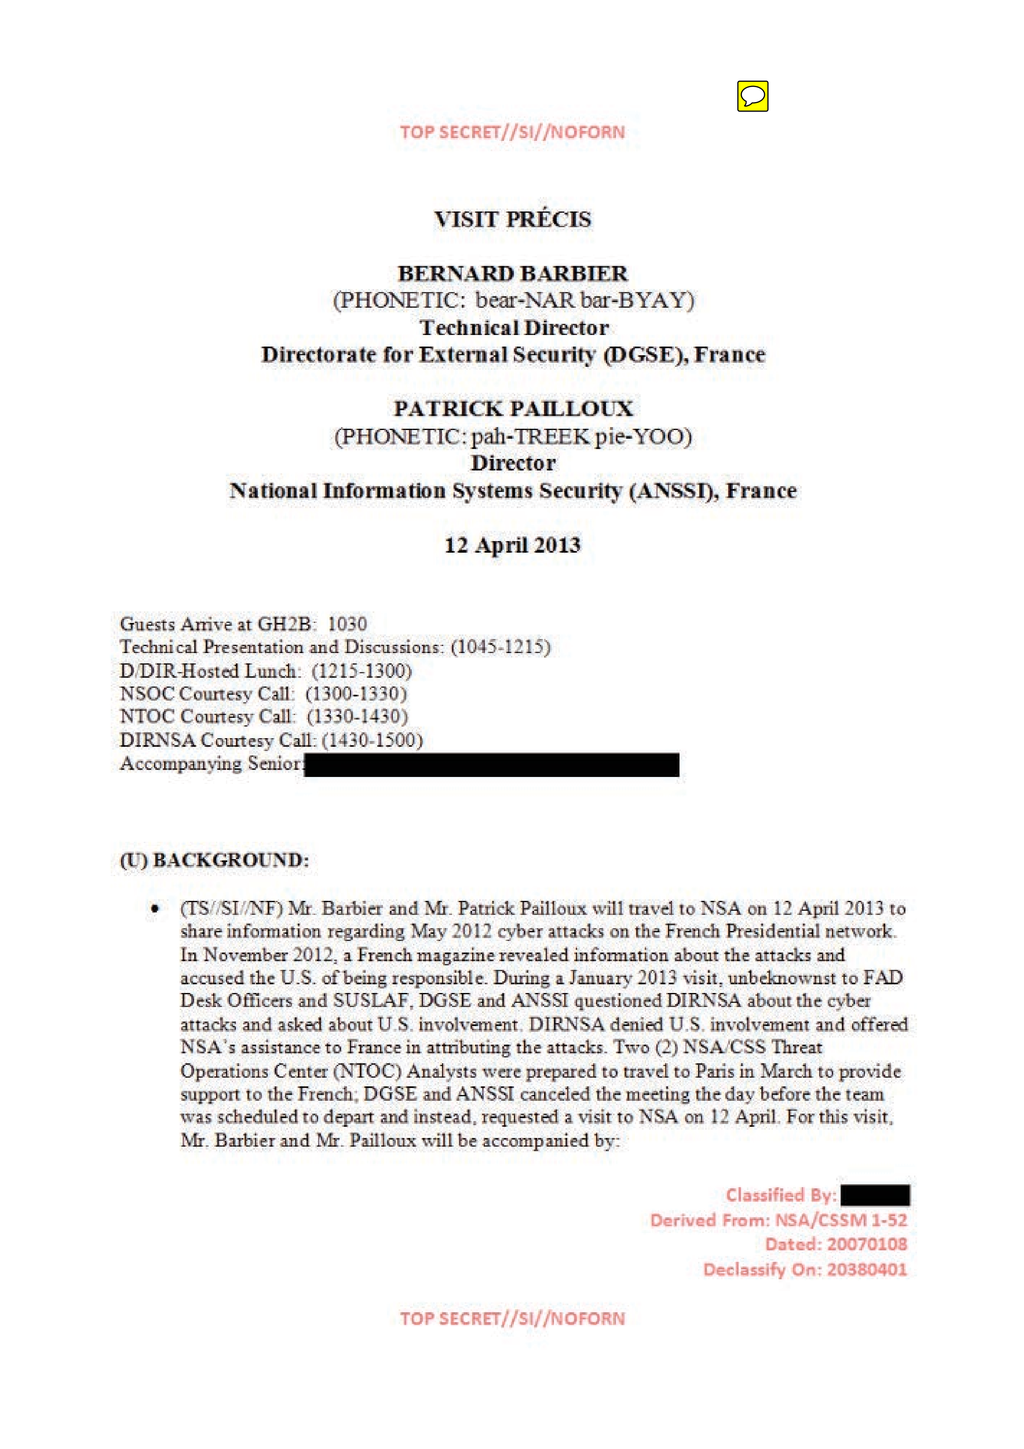 TOP SECRET//SI//NOFORN
VISIT PRÉCIS
BERNARD BARBIER
(PHONETIC: bear-NAR bar-BYAY)
Technical Director
Directorate for External Security (DGSE), France
PATRICK PAILLOUX
(PHONETIC: pah-TREEK pie-YOO)
Director
National Information Systems Security (ANSSI), France
12 April 2013
Guests Arrive at GH2B: 1030
Technical Presentation and Discussions: (1045-1215)
D/DIR-Hosted Lunch: (1215-1300)
NSOC Courtesy Call: (1300-1330)
NTOC Courtesy Call: (1330-1430)
DIRNSA Courtesy Call: (1430-1500)
Accompanying Senior:
(U) BACKGROUND:
• (TS//SI//NF) Mr. Barbier and Mr. Patrick Pailloux will travel to NSA on 12 April 2013 to
share information regarding May 2012 cyber attacks on the French Presidential network.
In November 2012, a French magazine revealed information about the attacks and
accused the U.S. of being responsible. During a January 2013 visit, unbeknownst to FAD
Desk Officers and SUSLAF, DGSE and ANSSI questioned DIRNSA about the cyber
attacks and asked about U.S. involvement. DIRNSA denied U.S. involvement and offered
NSA's assistance to France in attributing the attacks. Two (2) NSA/CSS Threat
Operations Center (NTOC) Analysts were prepared to travel to Paris in March to provide
support to the French; DGSE and ANSSI canceled the meeting the day before the team
was scheduled to depart and instead, requested a visit to NSA on 12 April. For this visit,
Mr. Barbier and Mr. Pailloux will be accompanied by:
Classified By:
Derived From: NSA/CSSM 1-52
Dated: 20070108
Declassify On: 20380401
TOP SECRET//SI//NOFORN